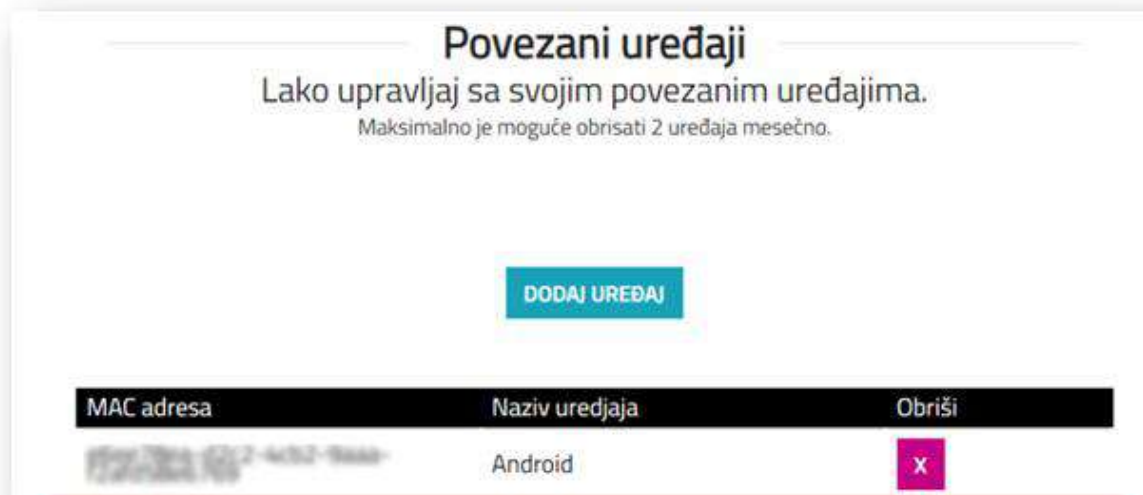 Povezani uređaji
Lako upravljaj sa svojim povezanim uređajima.
Maksimalno je moguće obrisati 2 uređaja mesečno.
DODAJ UREĐAJ
MAC adresa Naziv uredjaja Obriši
Android X